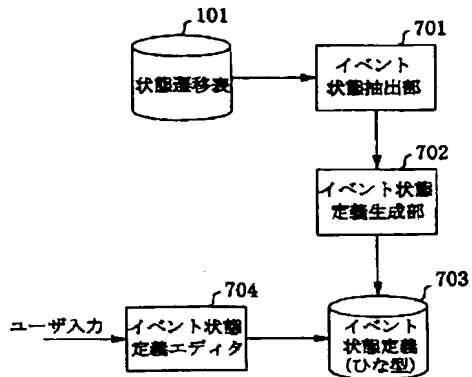 101
状態遷移表
701
イベント
状態抽出部
702
イベント状態
定義生成部
703
イベント
状態定義
(ひな型)
704
イベント状態
定義エディタ
ユーザ入力